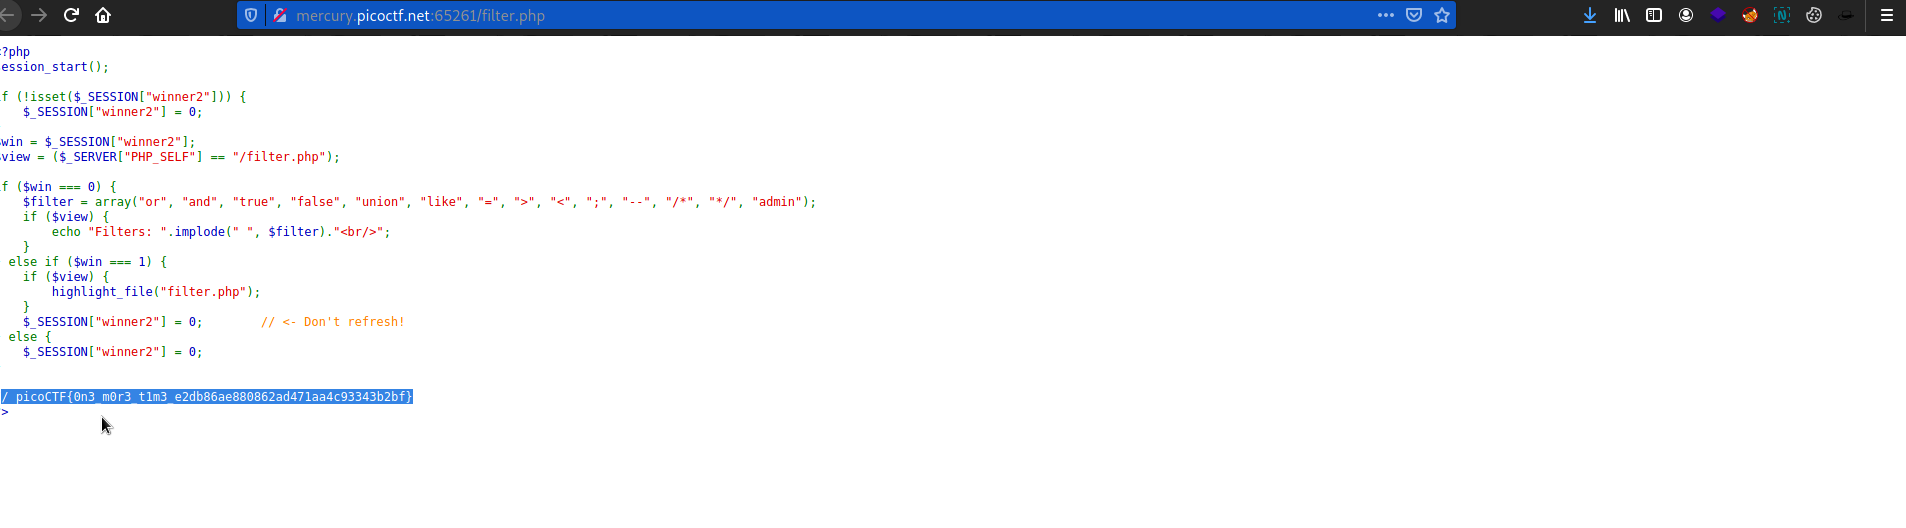 mercury.picoctf.net:65261/filter.php
<?php
ession_start();
f (!isset($_SESSION["winner2"])) {
$_SESSION["winner2"] = 0;
win = $_SESSION["winner2"];
view = ($_SERVER["PHP_SELF"] == "/filter.php");
f ($win === 0) {
$filter = array("or", "and", "true", "false", "union", "like", "=", ">", "<", ";", "--", "/*", "*/", "admin");
if ($view) {
echo "Filters: ".implode(" ", $filter)."<br/>";
}
else if ($win === 1) {
if ($view) {
highlight_file("filter.php");
}
$_SESSION["winner2"] = 0;        // <- Don't refresh!
else {
$_SESSION["winner2"] = 0;
/ picoCTF{0n3_m0r3_t1m3_e2db86ae880862ad471aa4c93343b2bf}
>